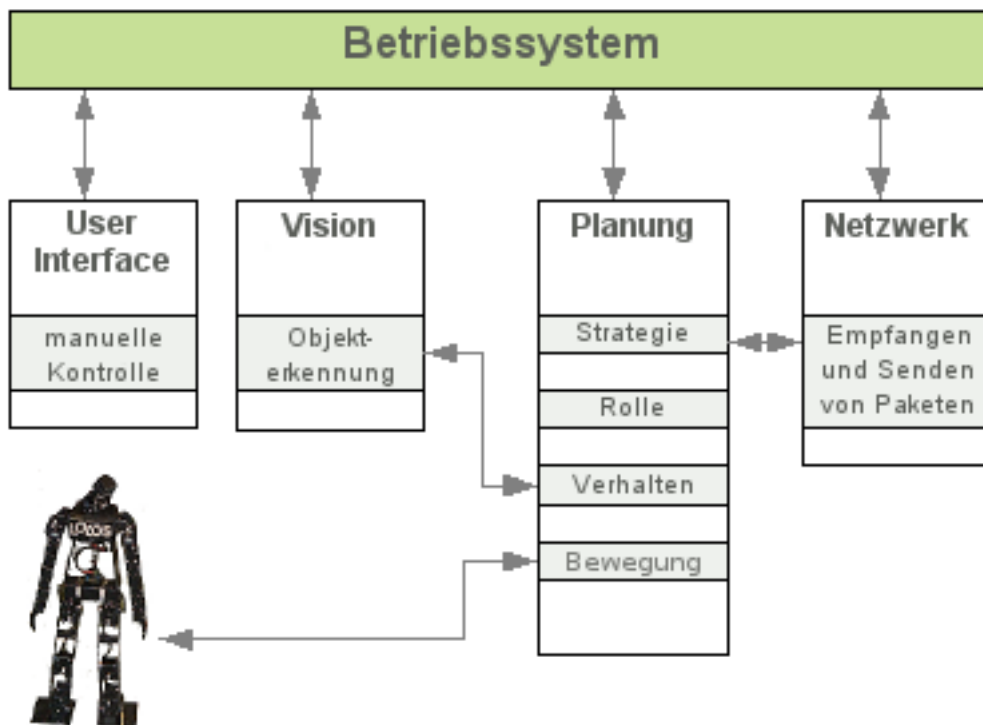 Betriebssystem
User
Interface
manuelle
Kontrolle
Vision
Objekt-
erkennung
Planung
Strategie
Rolle
Verhalten
Bewegung
Netzwerk
Empfangen
und Senden
von Paketen